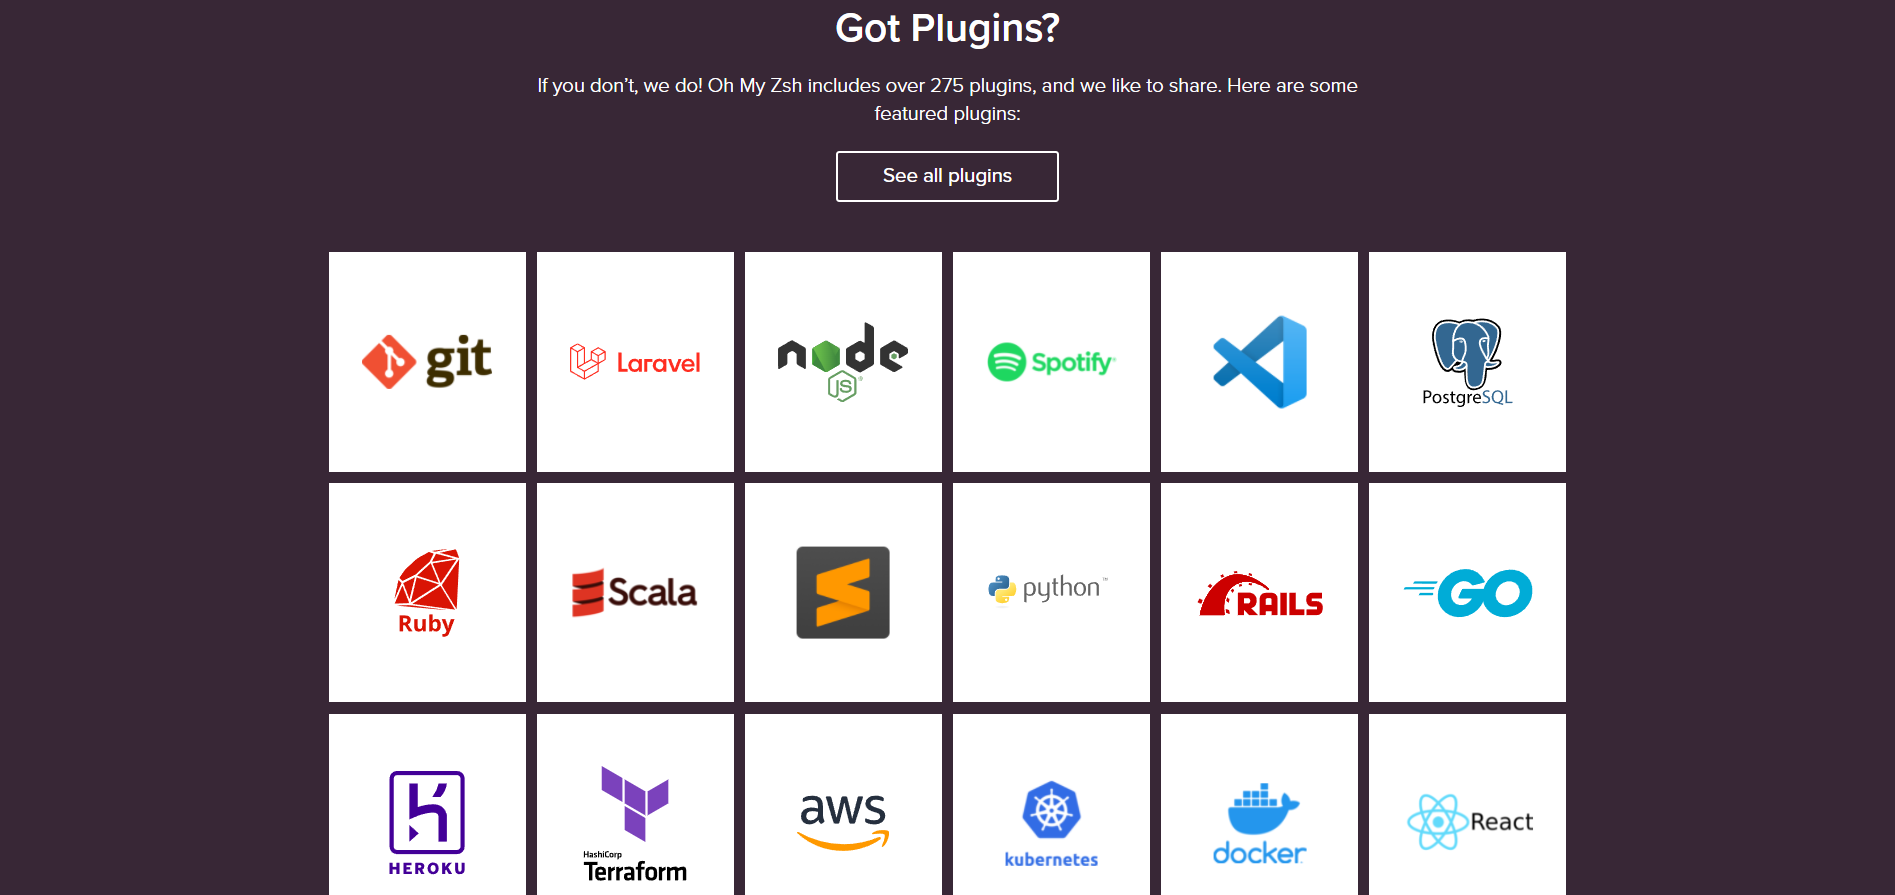 Got Plugins?
If you don’t, we do! Oh My Zsh includes over 275 plugins, and we like to share. Here are some
featured plugins:
See all plugins
git
Laravel
node
JS
Spotify
PostgreSQL
Ruby
Scala
python
RAILS
GO
HEROKU
HashiCorp
Terraform
aws
kubernetes
docker
React